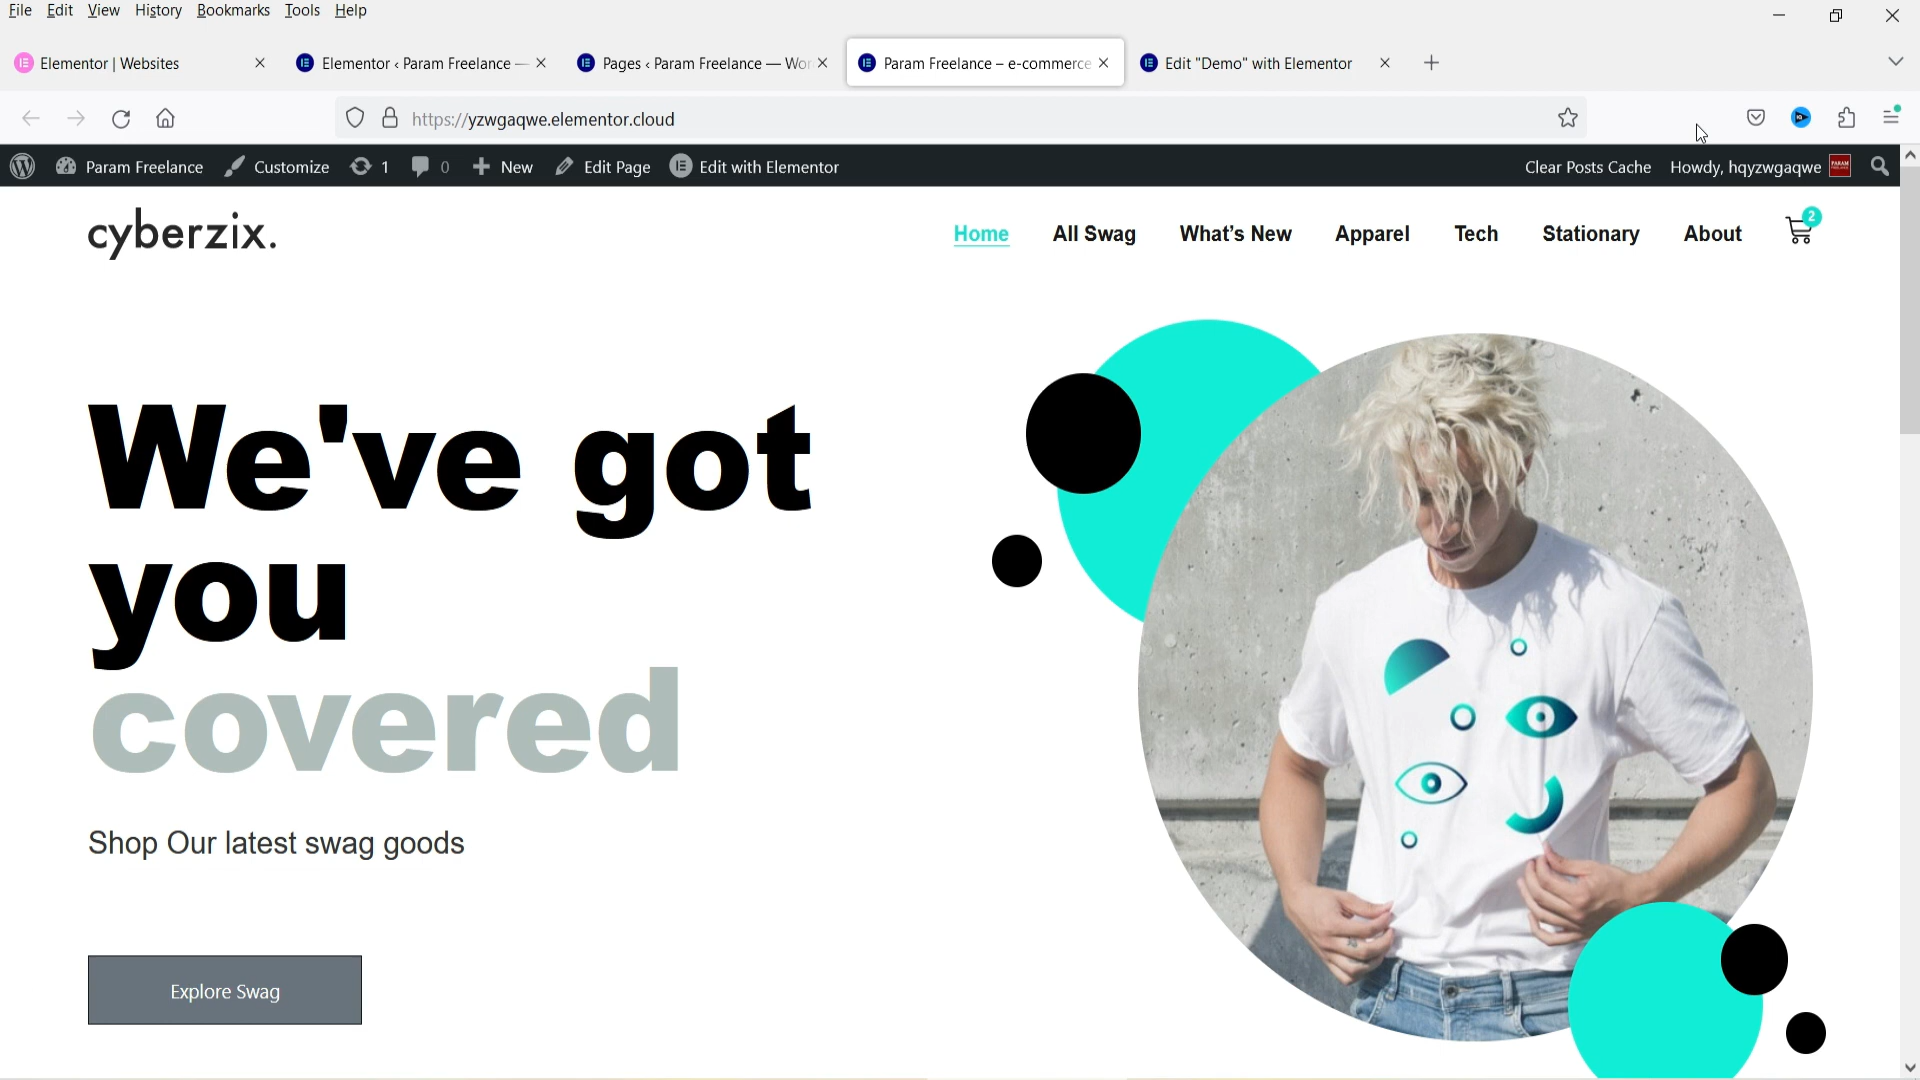 File Edit View History Bookmarks Tools Help
Elementor | Websites
Elementor ‹ Param Freelance —
Pages ‹ Param Freelance — Wor
Param Freelance – e-commerce
Edit "Demo" with Elementor
https://yzwgaqwe.elementor.cloud
Param Freelance Customize 1 0 New Edit Page Edit with Elementor Clear Posts Cache Howdy, hqyzwgaqwe
cyberzix.
Home All Swag What's New Apparel Tech Stationary About 2
We've got
you
covered
Shop Our latest swag goods
Explore Swag